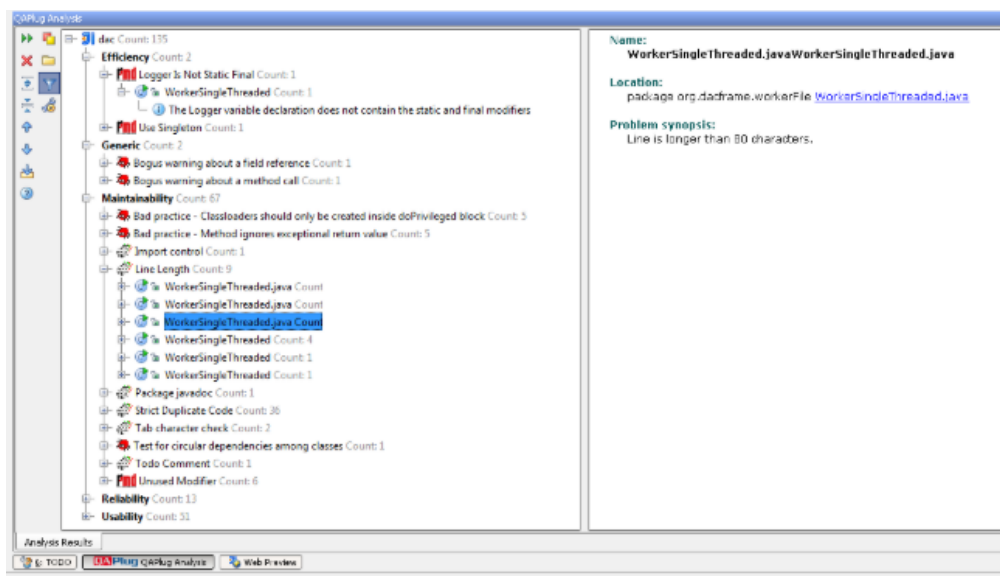 QAPlug Analysis
dac Count: 135
Efficiency Count: 2
Logger Is Not Static Final Count: 1
WorkerSingleThreaded Count: 1
The Logger variable declaration does not contain the static and final modifiers
Use Singleton Count: 1
Generic Count: 2
Bogus warning about a field reference Count: 1
Bogus warning about a method call Count: 1
Maintainability Count: 67
Bad practice - Classloaders should only be created inside doPrivileged block Count: 5
Bad practice - Method ignores exceptional return value Count: 5
Import control Count: 1
Line Length Count: 9
WorkerSingleThreaded.java Count
WorkerSingleThreaded.java Count
WorkerSingleThreaded.java Count
WorkerSingleThreaded Count: 4
WorkerSingleThreaded Count: 1
WorkerSingleThreaded Count: 1
Package javadoc Count: 1
Strict Duplicate Code Count: 36
Tab character check Count: 2
Test for circular dependencies among classes Count: 1
Todo Comment Count: 1
Unused Modifier Count: 6
Reliability Count: 13
Usability Count: 51
Name:
WorkerSingleThreaded.javaWorkerSingleThreaded.java
Location:
package org.dacframe.workerFile WorkerSingleThreaded.java
Problem synopsis:
Line is longer than 80 characters.
Analysis Results
6: TODO
QAPlug QAPlug Analysis
Web Preview